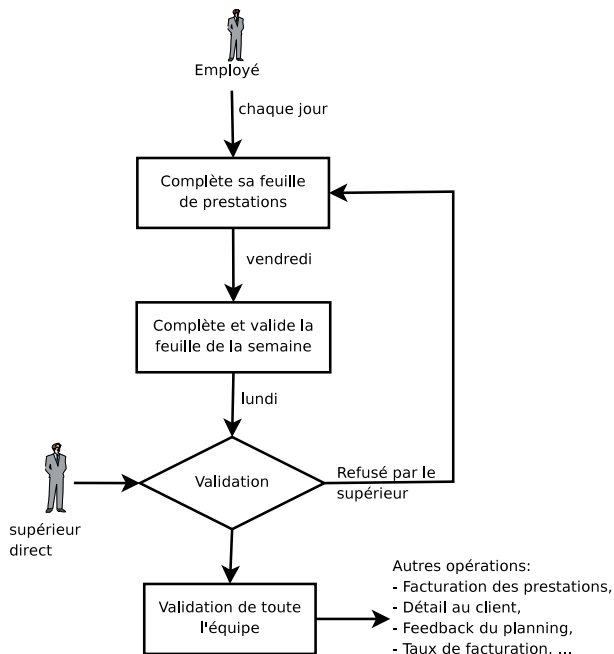 Employé
chaque jour
Complète sa feuille
de prestations
vendredi
Complète et valide la
feuille de la semaine
lundi
Validation
Refusé par le
supérieur
supérieur
direct
Validation de toute
l'équipe
Autres opérations:
- Facturation des prestations,
- Détail au client,
- Feedback du planning,
- Taux de facturation. ...